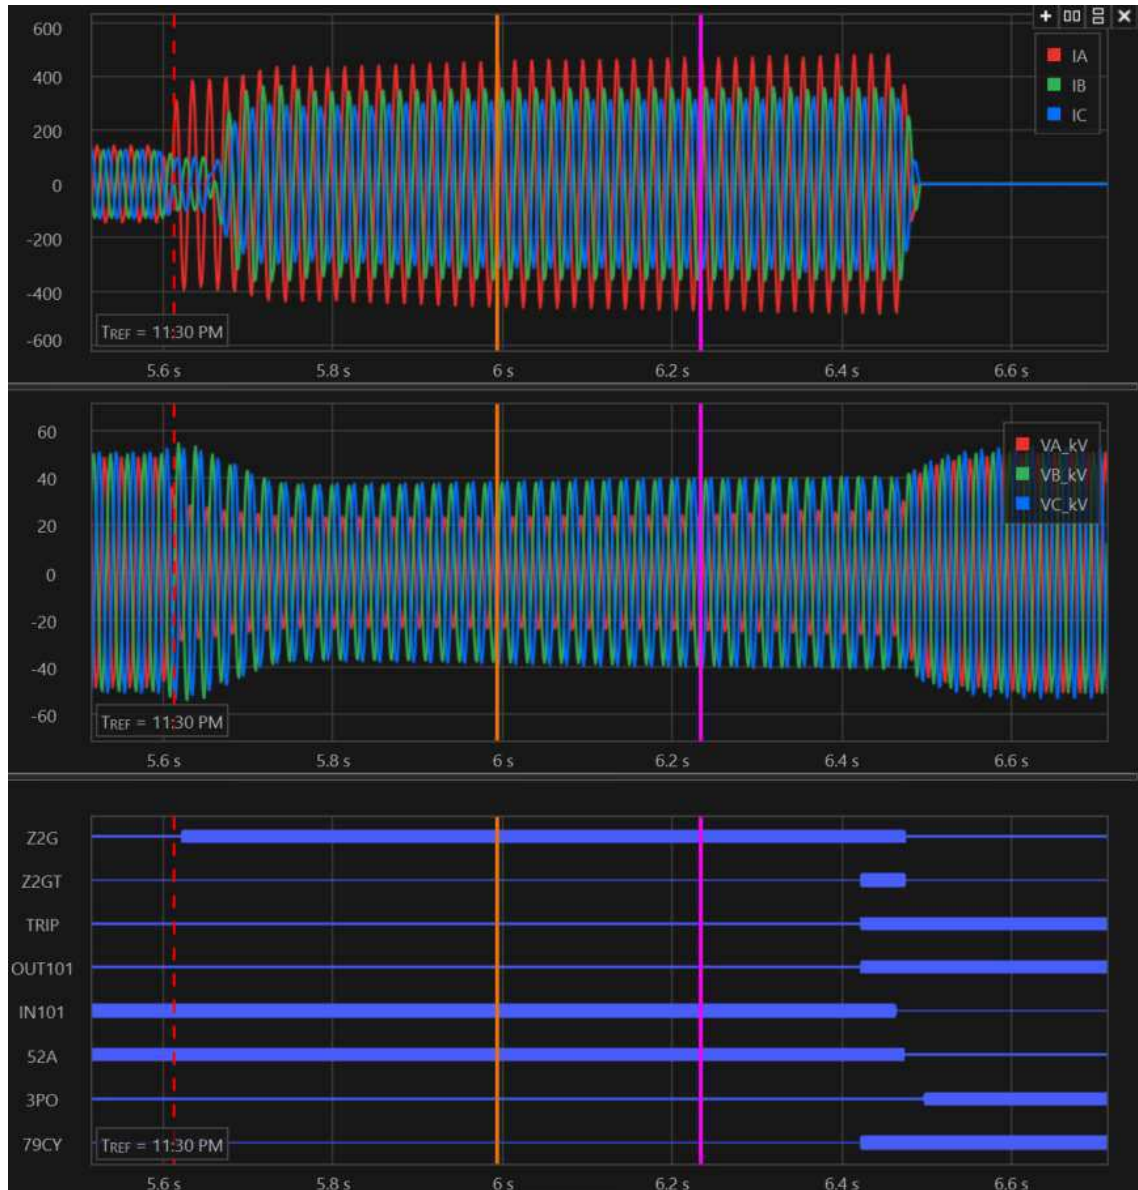 600
400
200
0
-200
-400
-600
IA
IB
IC
TREF = 11:30 PM
5.6 s
5.8 s
6 s
6.2 s
6.4 s
6.6 s
60
40
20
0
-20
-40
-60
VA_kV
VB_kV
VC_kV
TREF = 11:30 PM
5.6 s
5.8 s
6 s
6.2 s
6.4 s
6.6 s
Z2G
Z2GT
TRIP
OUT101
IN101
52A
3PO
79CY
TREF = 11:30 PM
5.6 s
5.8 s
6 s
6.2 s
6.4 s
6.6 s